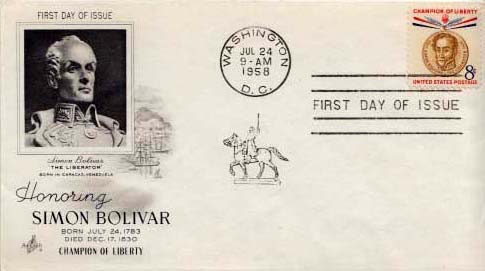 FIRST DAY OF ISSUE
Simon Bolivar
"THE LIBERATOR"
BORN IN CARACAS, VENEZUELA
Honoring
SIMON BOLIVAR
BORN JULY 24, 1783
DIED DEC. 17, 1830
CHAMPION OF LIBERTY
WASHINGTON
JUL 24
9-AM
1958
D.C.
CHAMPION OF LIBERTY
8¢
UNITED STATES POSTAGE
FIRST DAY OF ISSUE